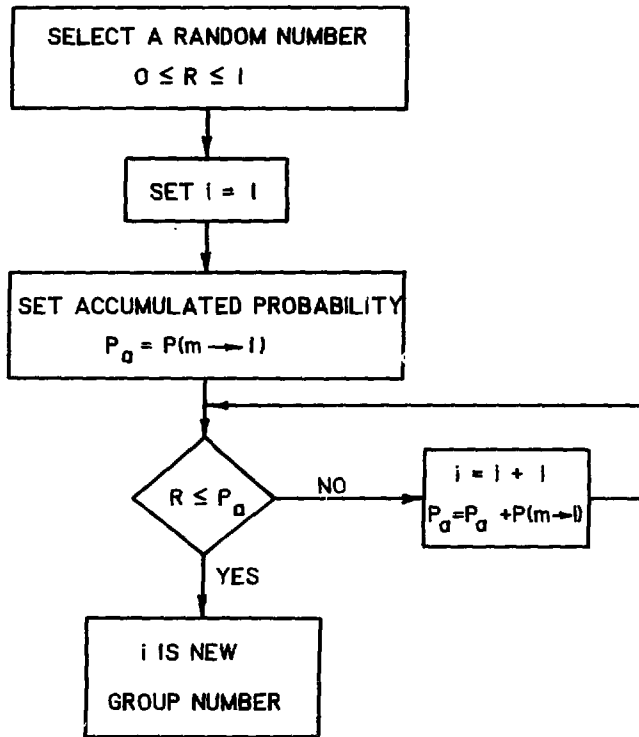 SELECT A RANDOM NUMBER
0 ≤ R ≤ 1
SET i = 1
SET ACCUMULATED PROBABILITY
Pₐ = P(m → i)
R ≤ Pₐ
NO
i = i + 1
Pₐ=Pₐ +P(m→i)
YES
i IS NEW
GROUP NUMBER